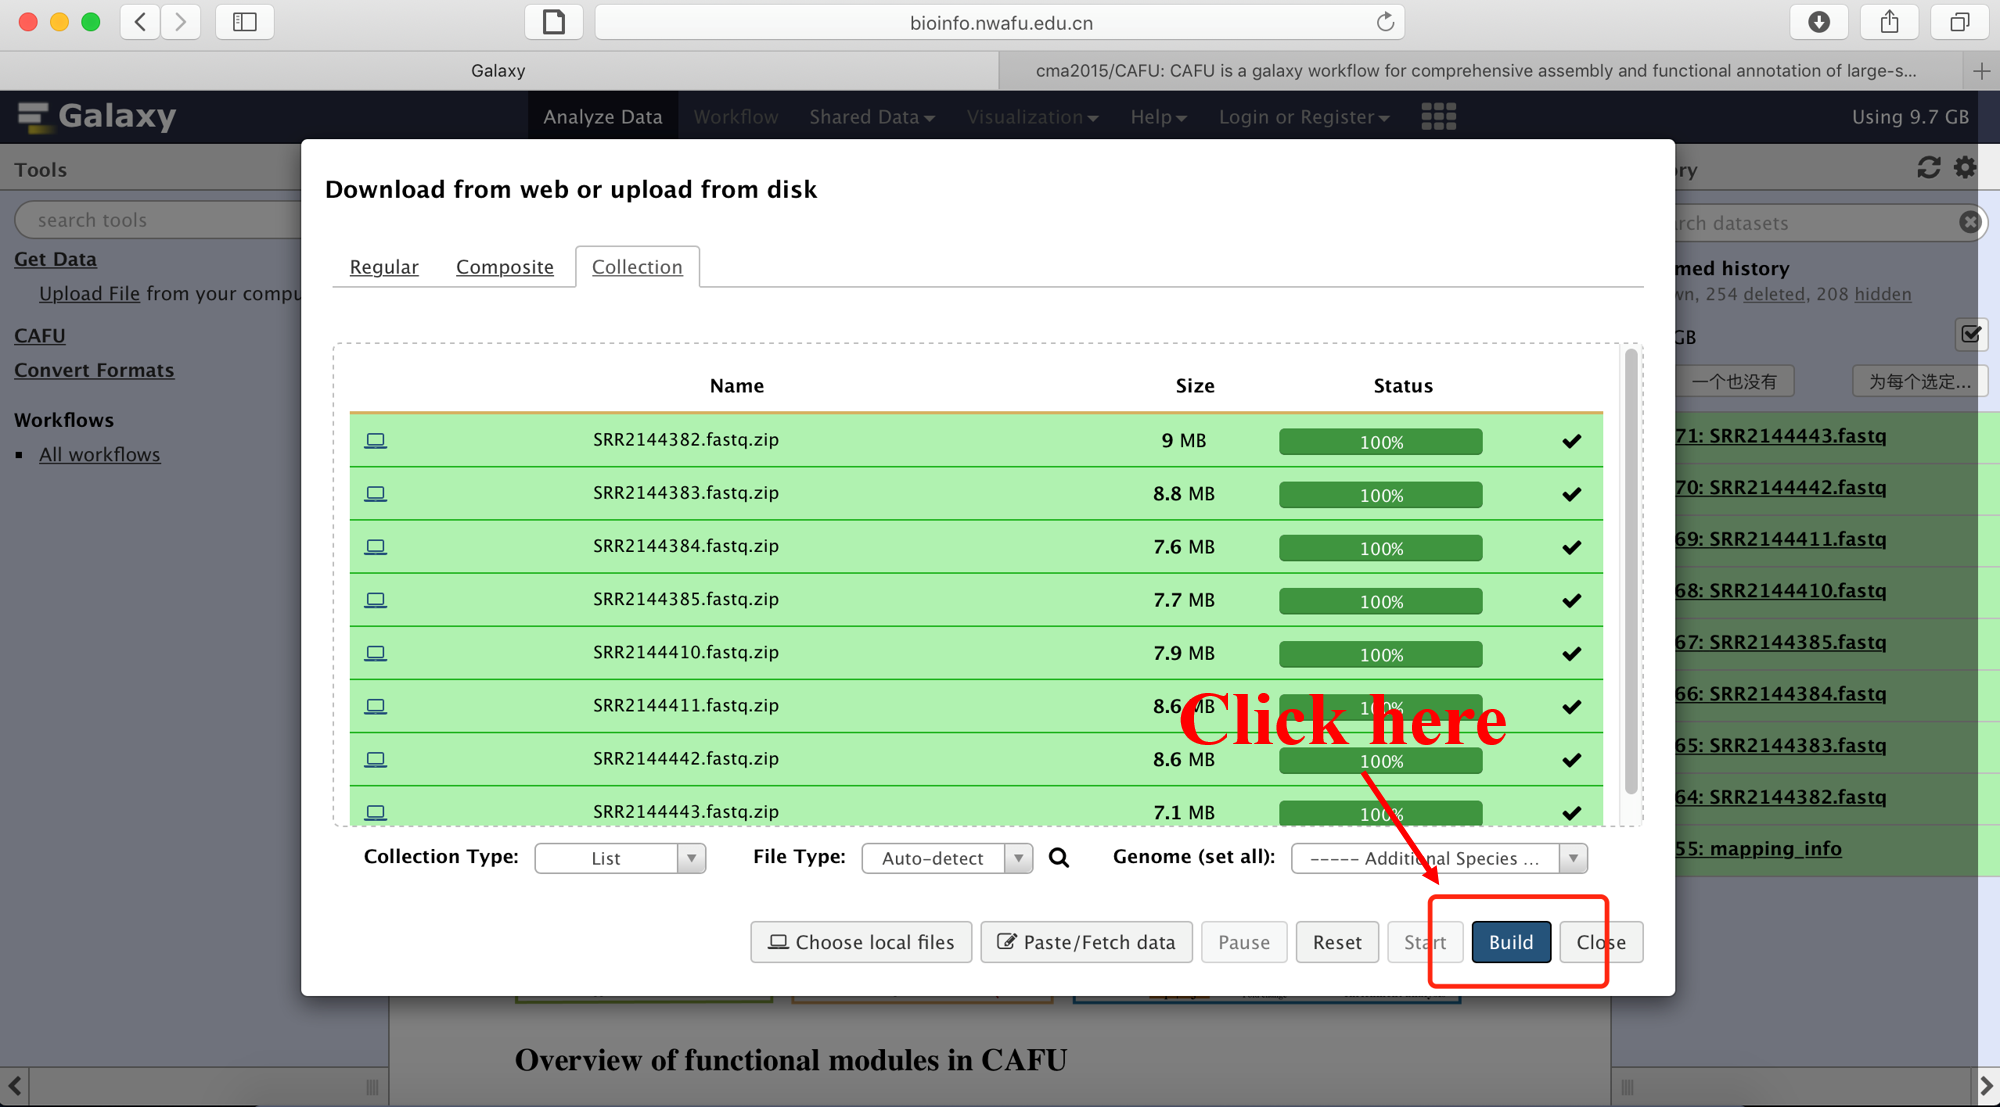 bioinfo.nwafu.edu.cn
Galaxy
cma2015/CAFU: CAFU is a galaxy workflow for comprehensive assembly and functional annotation of large-s...
Galaxy
Analyze Data
Workflow
Shared Data
Visualization
Help
Login or Register
Using 9.7 GB
Tools
search tools
Get Data
Upload File from your compu
CAFU
Convert Formats
Workflows
All workflows
Download from web or upload from disk
Regular
Composite
Collection
Name Size Status
SRR2144382.fastq.zip 9 MB 100%
SRR2144383.fastq.zip 8.8 MB 100%
SRR2144384.fastq.zip 7.6 MB 100%
SRR2144385.fastq.zip 7.7 MB 100%
SRR2144410.fastq.zip 7.9 MB 100%
SRR2144411.fastq.zip 8.6 MB 100%
SRR2144442.fastq.zip 8.6 MB 100%
SRR2144443.fastq.zip 7.1 MB 100%
Click here
Collection Type: List
File Type: Auto-detect
Genome (set all): ----- Additional Species ...
Choose local files
Paste/Fetch data
Pause
Reset
Start
Build
Close
ry
rch datasets
med history
wn, 254 deleted, 208 hidden
GB
一个也没有
为每个选定...
71: SRR2144443.fastq
70: SRR2144442.fastq
69: SRR2144411.fastq
68: SRR2144410.fastq
67: SRR2144385.fastq
66: SRR2144384.fastq
65: SRR2144383.fastq
64: SRR2144382.fastq
55: mapping_info
Overview of functional modules in CAFU